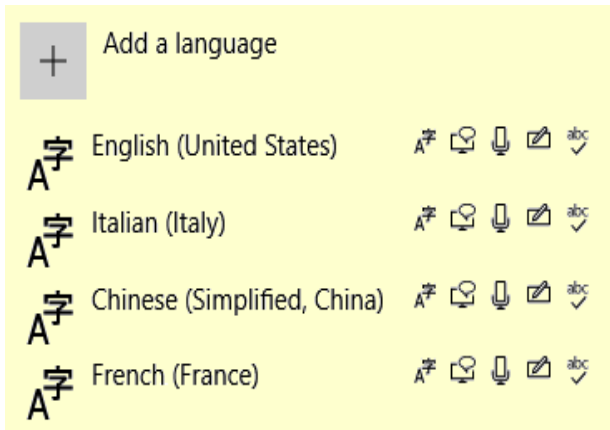 Add a language
English (United States)
Italian (Italy)
Chinese (Simplified, China)
French (France)